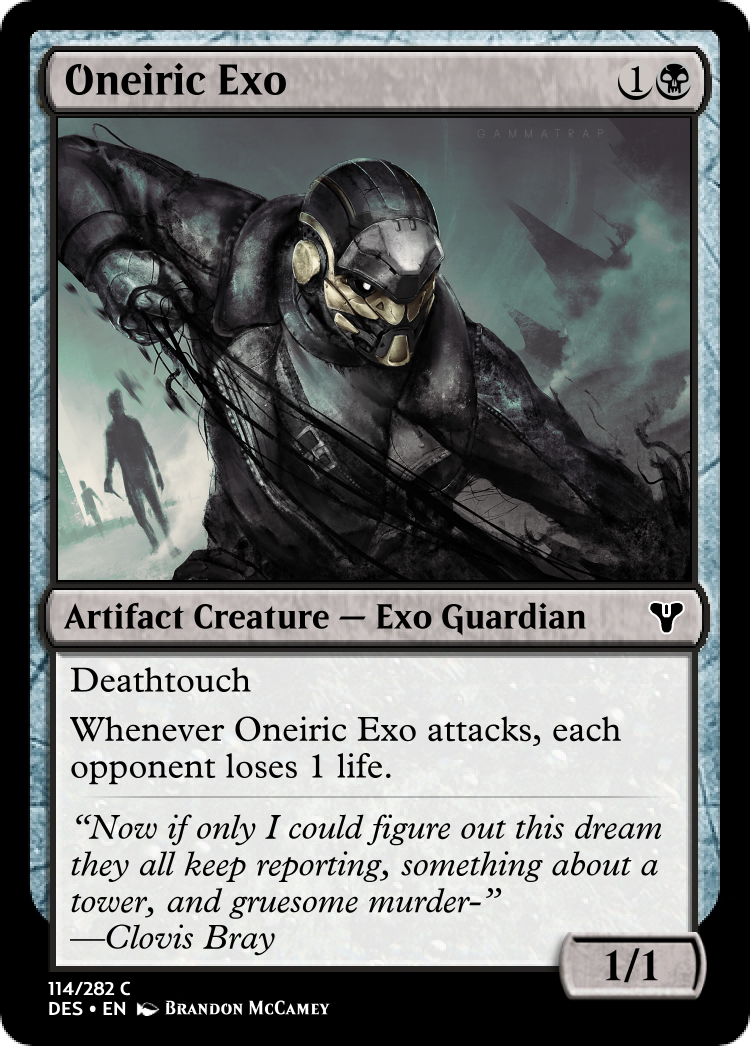 Oneiric Exo
1
GAMMATRAP
Artifact Creature — Exo Guardian
Deathtouch
Whenever Oneiric Exo attacks, each
opponent loses 1 life.
“Now if only I could figure out this dream
they all keep reporting, something about a
tower, and gruesome murder-”
—Clovis Bray
1/1
114/282 C
DES • EN Brandon McCamey